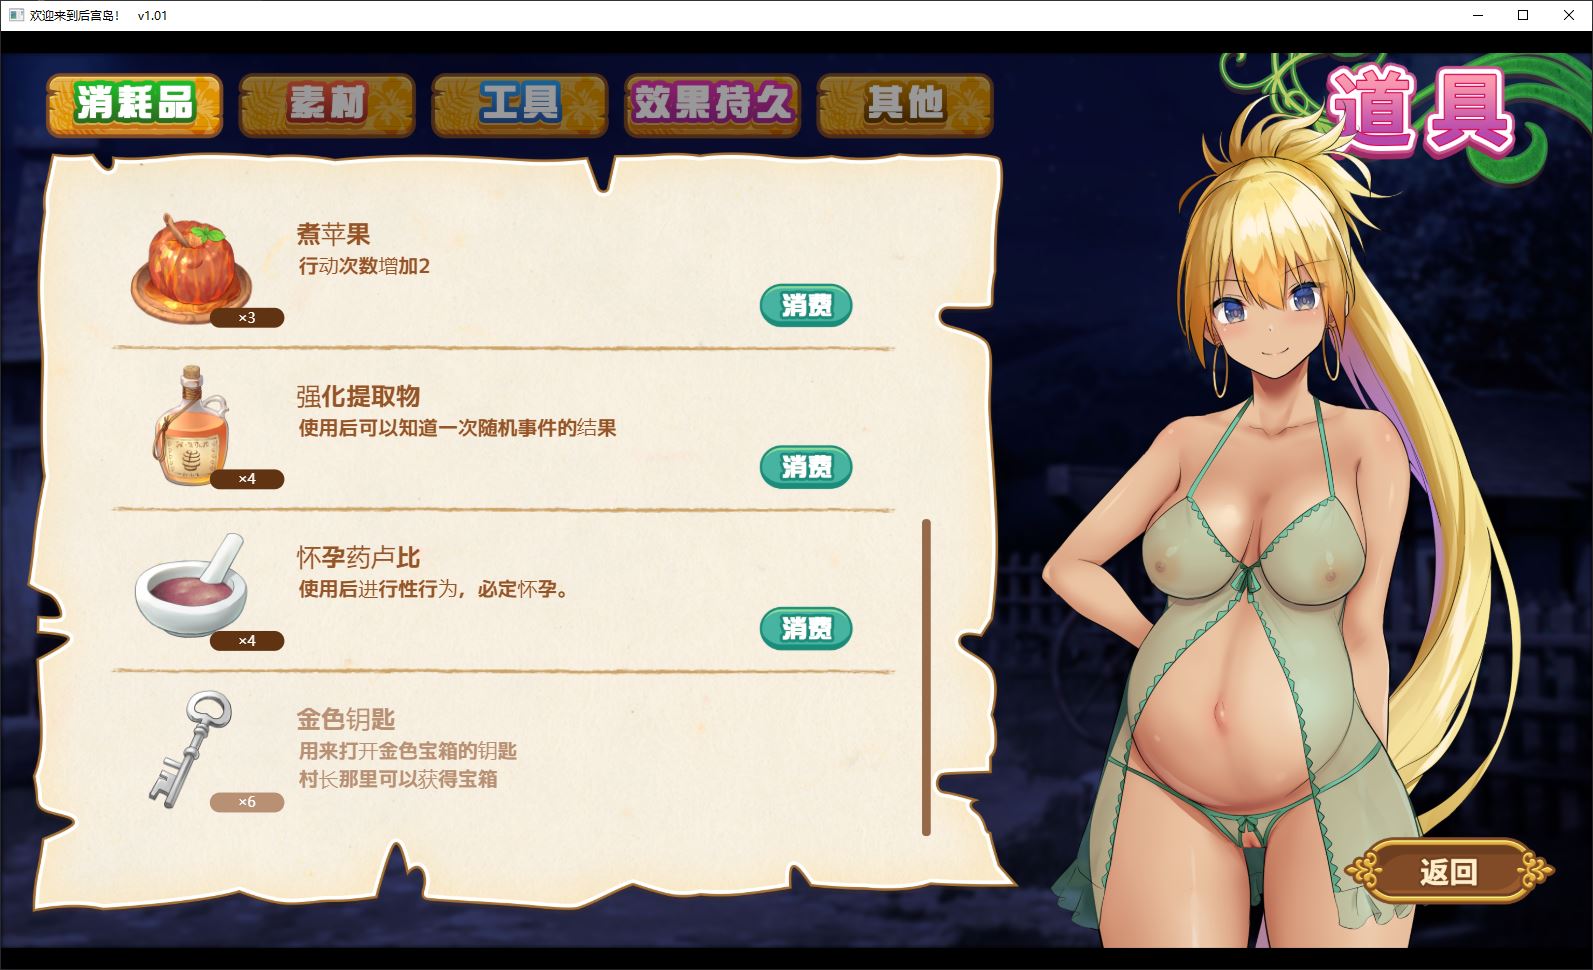 欢迎来到后宫岛！ v1.01
消耗品 素材 工具 效果持久 其他
道具
煮苹果
行动次数增加2
×3
消费
强化提取物
使用后可以知道一次随机事件的结果
×4
消费
怀孕药卢比
使用后进行性行为，必定怀孕。
×4
消费
金色钥匙
用来打开金色宝箱的钥匙
村长那里可以获得宝箱
×6
返回